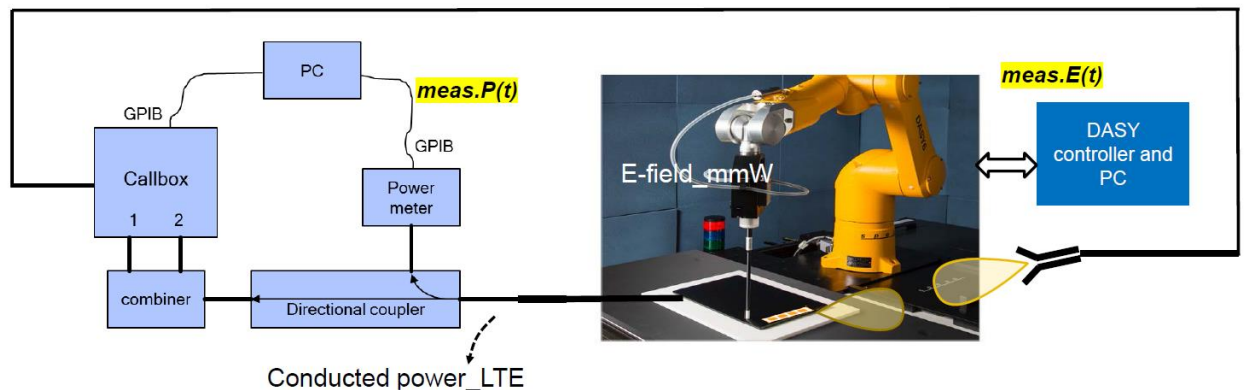 PC
meas.P(t)
meas.E(t)
GPIB
GPIB
DASY
controller and
PC
Callbox
1 2
Power
meter
E-field_mmW
DASY6
combiner
Directional coupler
Conducted power_LTE